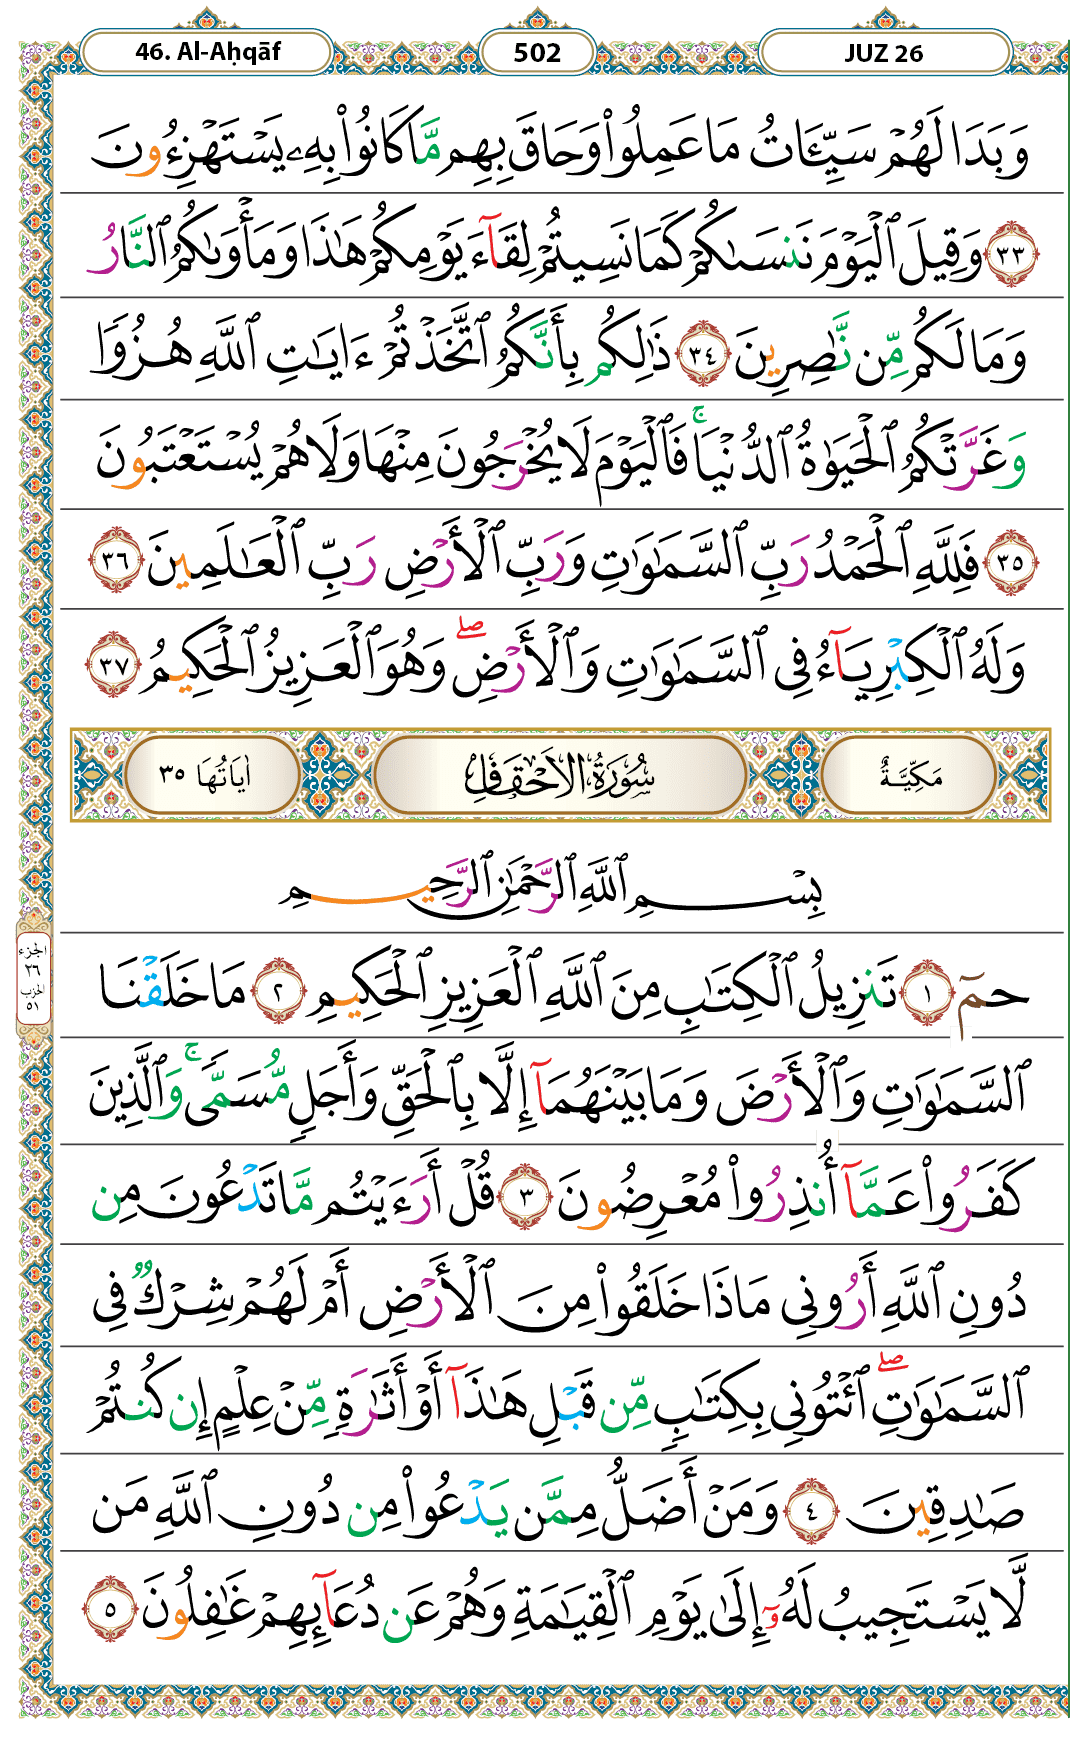 46. Al-Aḥqāf 502 JUZ 26
وَبَدَا لَهُمْ سَيِّـَٔاتُ مَا عَمِلُوا۟ وَحَاقَ بِهِم مَّا كَانُوا۟ بِهِۦ يَسْتَهْزِءُونَ
٣٣ وَقِيلَ ٱلْيَوْمَ نَنسَىٰكُمْ كَمَا نَسِيتُمْ لِقَآءَ يَوْمِكُمْ هَـٰذَا وَمَأْوَىٰكُمُ ٱلنَّارُ
وَمَا لَكُم مِّن نَّـٰصِرِينَ ٣٤ ذَٰلِكُم بِأَنَّكُمُ ٱتَّخَذْتُمْ ءَايَـٰتِ ٱللَّهِ هُزُوًا
وَغَرَّتْكُمُ ٱلْحَيَوٰةُ ٱلدُّنْيَا ۚ فَٱلْيَوْمَ لَا يُخْرَجُونَ مِنْهَا وَلَا هُمْ يُسْتَعْتَبُونَ
٣٥ فَلِلَّهِ ٱلْحَمْدُ رَبِّ ٱلسَّمَـٰوَٰتِ وَرَبِّ ٱلْأَرْضِ رَبِّ ٱلْعَـٰلَمِينَ ٣٦
وَلَهُ ٱلْكِبْرِيَآءُ فِى ٱلسَّمَـٰوَٰتِ وَٱلْأَرْضِ ۖ وَهُوَ ٱلْعَزِيزُ ٱلْحَكِيمُ ٣٧
مَكِّيَّةٌ سُورَةُ الْاَحْقَافِ اٰيَاتُهَا ٣٥
بِسْمِ ٱللَّهِ ٱلرَّحْمَـٰنِ ٱلرَّحِيمِ
حمٓ ١ تَنزِيلُ ٱلْكِتَـٰبِ مِنَ ٱللَّهِ ٱلْعَزِيزِ ٱلْحَكِيمِ ٢ مَا خَلَقْنَا
ٱلسَّمَـٰوَٰتِ وَٱلْأَرْضَ وَمَا بَيْنَهُمَآ إِلَّا بِٱلْحَقِّ وَأَجَلٍ مُّسَمًّى ۚ وَٱلَّذِينَ
كَفَرُوا۟ عَمَّآ أُنذِرُوا۟ مُعْرِضُونَ ٣ قُلْ أَرَءَيْتُم مَّا تَدْعُونَ مِن
دُونِ ٱللَّهِ أَرُونِى مَاذَا خَلَقُوا۟ مِنَ ٱلْأَرْضِ أَمْ لَهُمْ شِرْكٌ فِى
ٱلسَّمَـٰوَٰتِ ۖ ٱئْتُونِى بِكِتَـٰبٍ مِّن قَبْلِ هَـٰذَآ أَوْ أَثَـٰرَةٍ مِّنْ عِلْمٍ إِن كُنتُمْ
صَـٰدِقِينَ ٤ وَمَنْ أَضَلُّ مِمَّن يَدْعُوا۟ مِن دُونِ ٱللَّهِ مَن
لَّا يَسْتَجِيبُ لَهُۥٓ إِلَىٰ يَوْمِ ٱلْقِيَـٰمَةِ وَهُمْ عَن دُعَآئِهِمْ غَـٰفِلُونَ ٥
الجزء
٢٦
الحزب
٥١